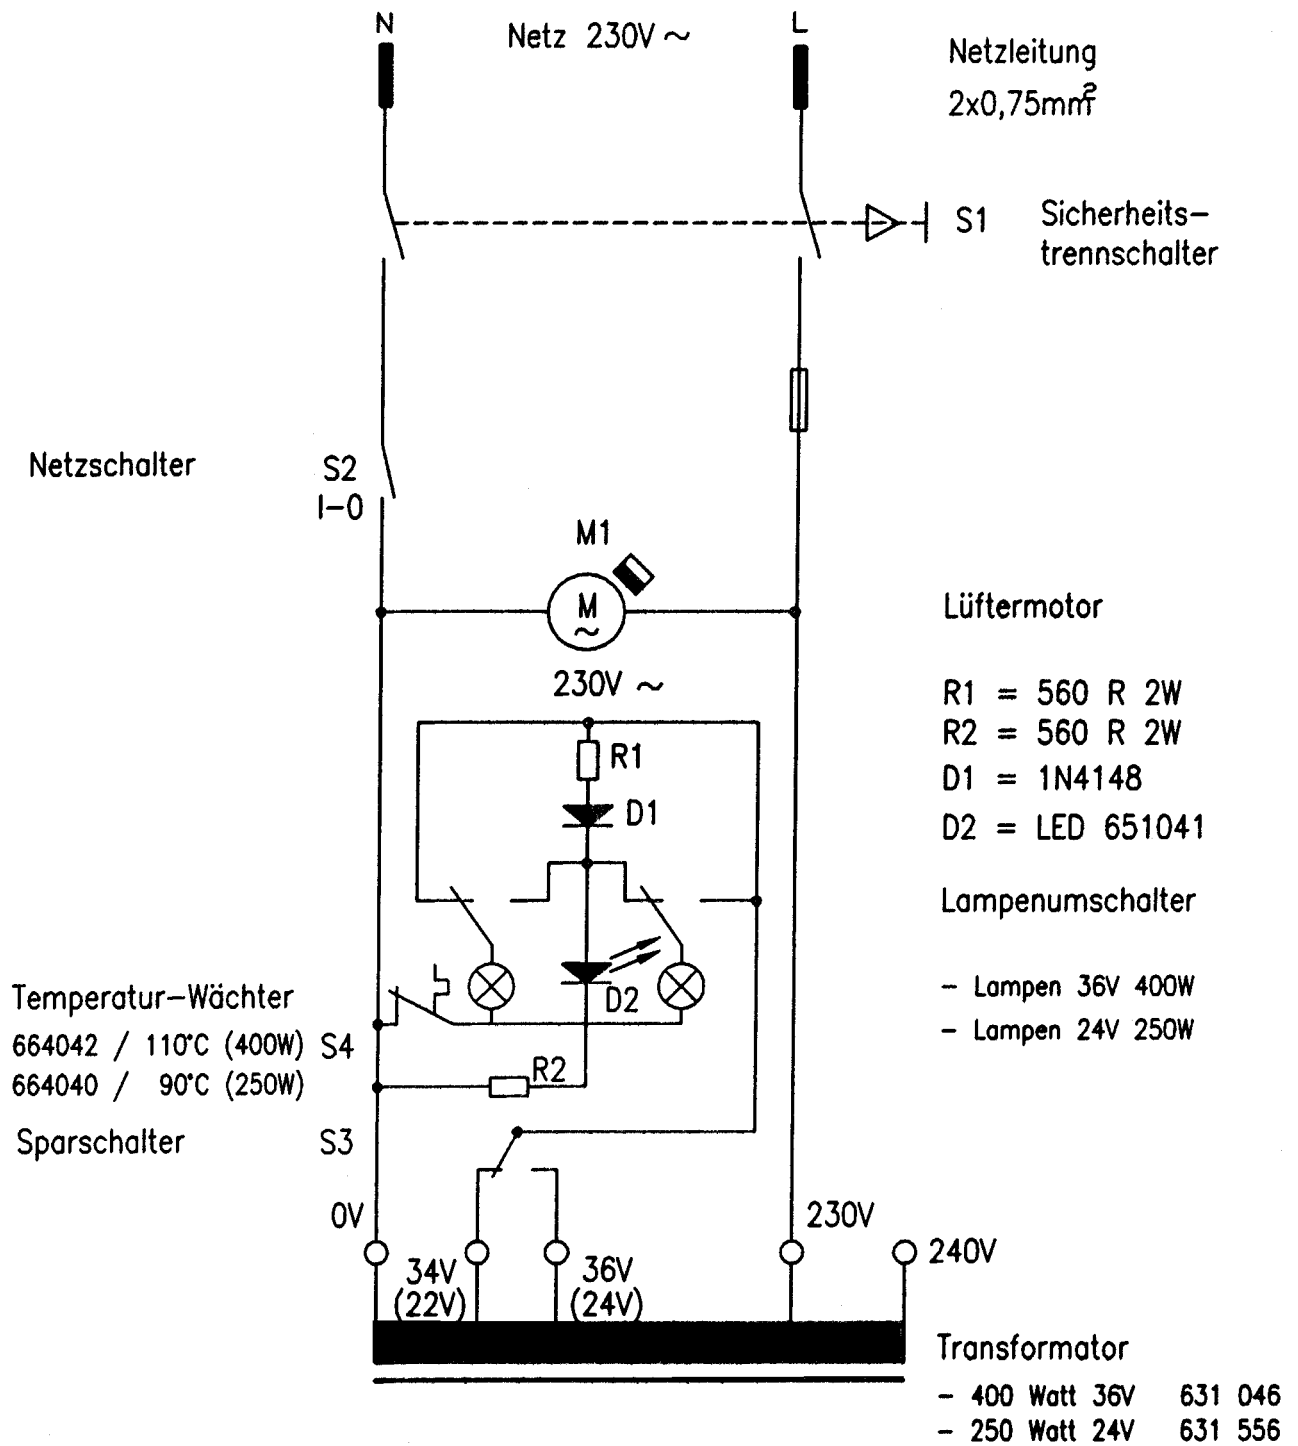 N
Netz 230V ~
L
Netzleitung
2x0,75mm²
S1
Sicherheits-
trennschalter
Netzschalter
S2
I-0
M1
M
~
230V ~
Lüftermotor
R1 = 560 R 2W
R2 = 560 R 2W
D1 = 1N4148
D2 = LED 651041
R1
D1
Lampenumschalter
D2
- Lampen 36V 400W
- Lampen 24V 250W
Temperatur-Wächter
664042 / 110°C (400W) S4
664040 / 90°C (250W)
R2
Sparschalter
S3
0V
34V
(22V)
36V
(24V)
230V
240V
Transformator
- 400 Watt 36V 631 046
- 250 Watt 24V 631 556